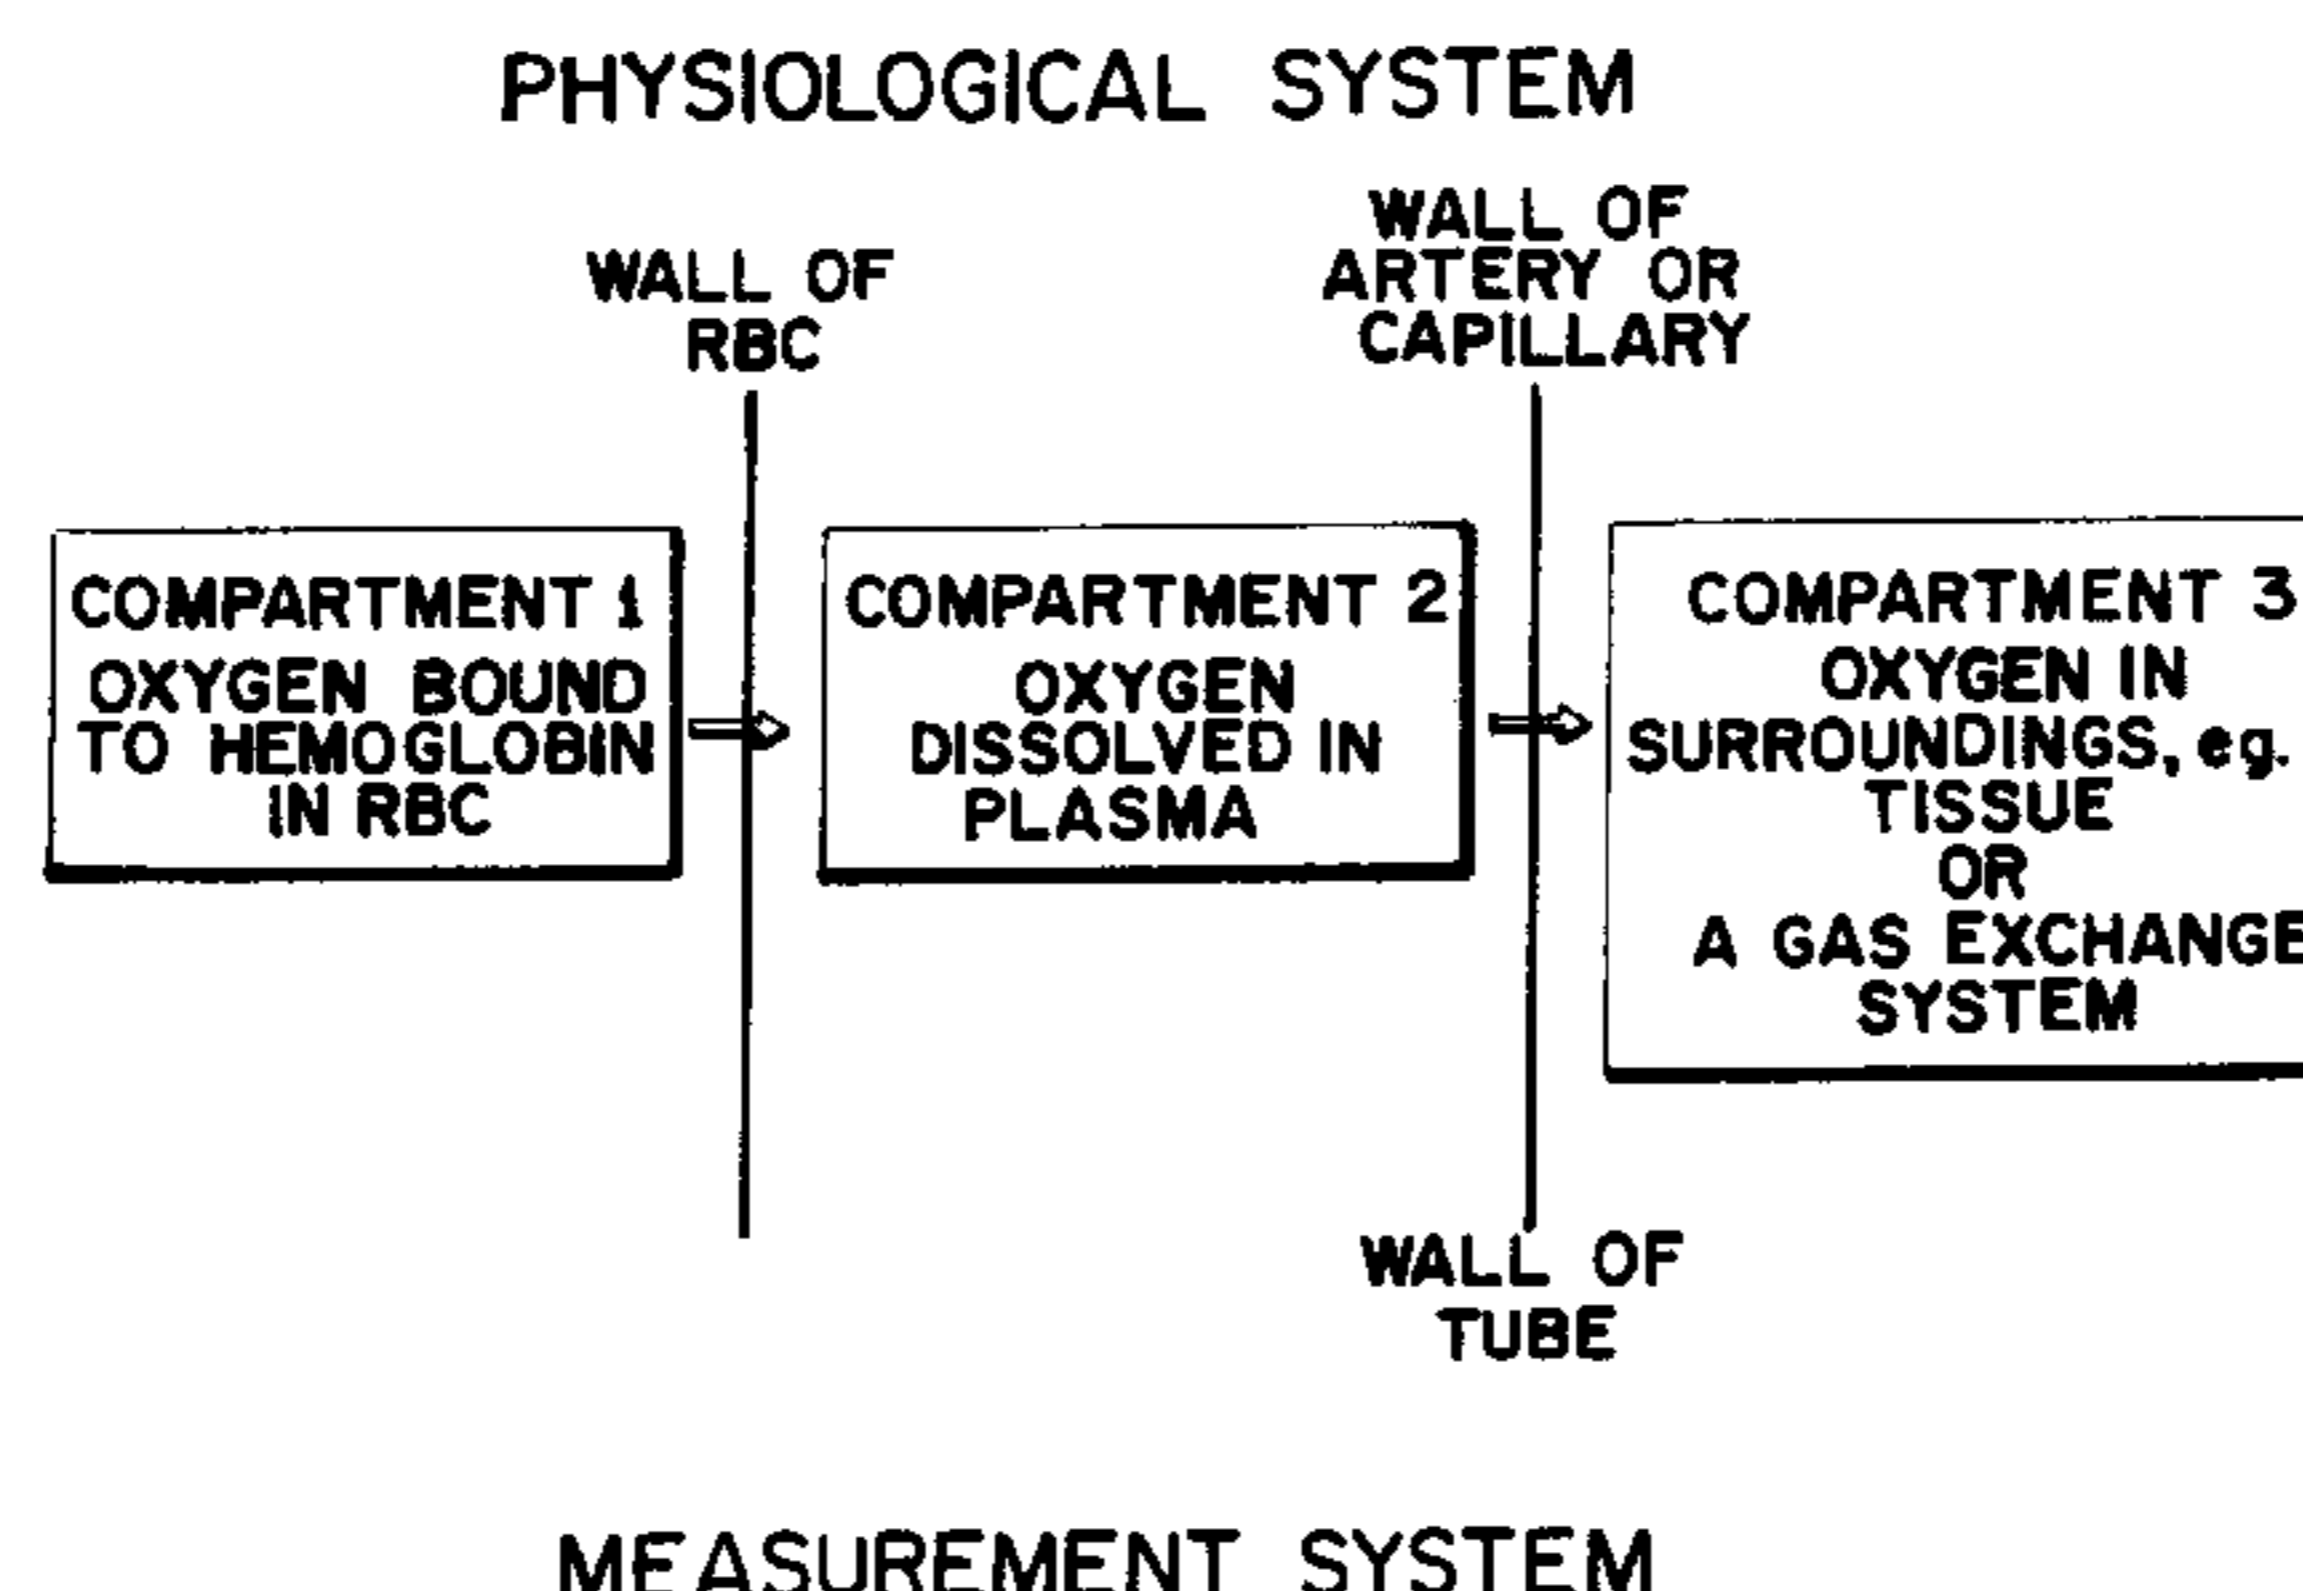 PHYSIOLOGICAL SYSTEM
WALL OF
RBC
WALL OF
ARTERY OR
CAPILLARY
COMPARTMENT 1
OXYGEN BOUND
TO HEMOGLOBIN
IN RBC
COMPARTMENT 2
OXYGEN
DISSOLVED IN
PLASMA
COMPARTMENT 3
OXYGEN IN
SURROUNDINGS, eg.
TISSUE
OR
A GAS EXCHANGE
SYSTEM
WALL OF
TUBE
MEASUREMENT SYSTEM